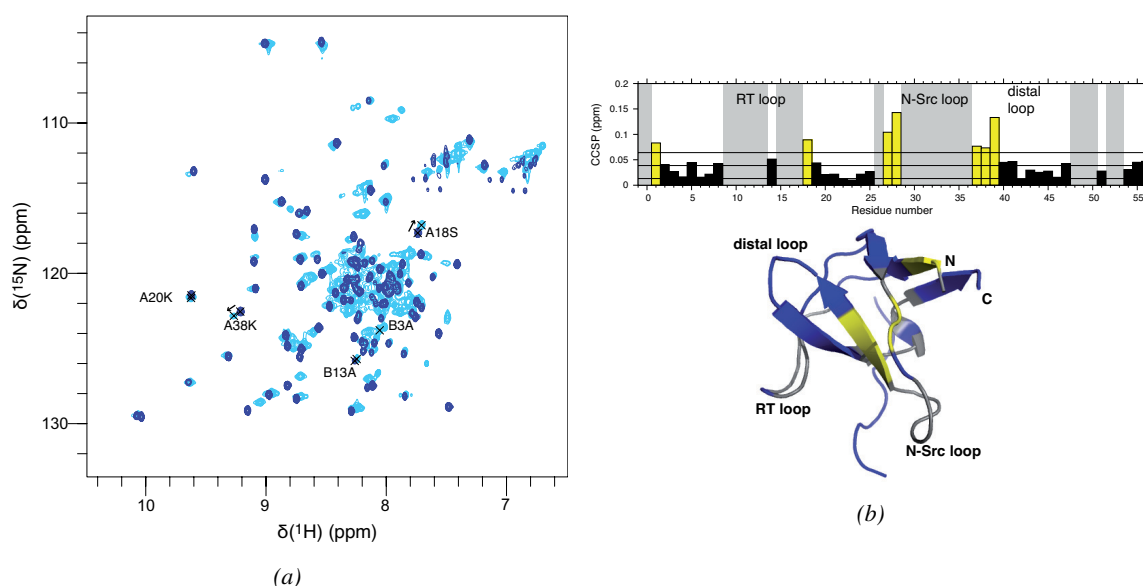 110
120
130
δ(¹⁵N) (ppm)
A18S
A20K
A38K
B3A
B13A
10 9 8 7
δ(¹H) (ppm)
(a)
0.2
0.15
0.1
0.05
0
CCSP (ppm)
RT loop
N-Src loop
distal
loop
0 5 10 15 20 25 30 35 40 45 50 55
Residue number
distal loop
N
C
RT loop
N-Src loop
(b)